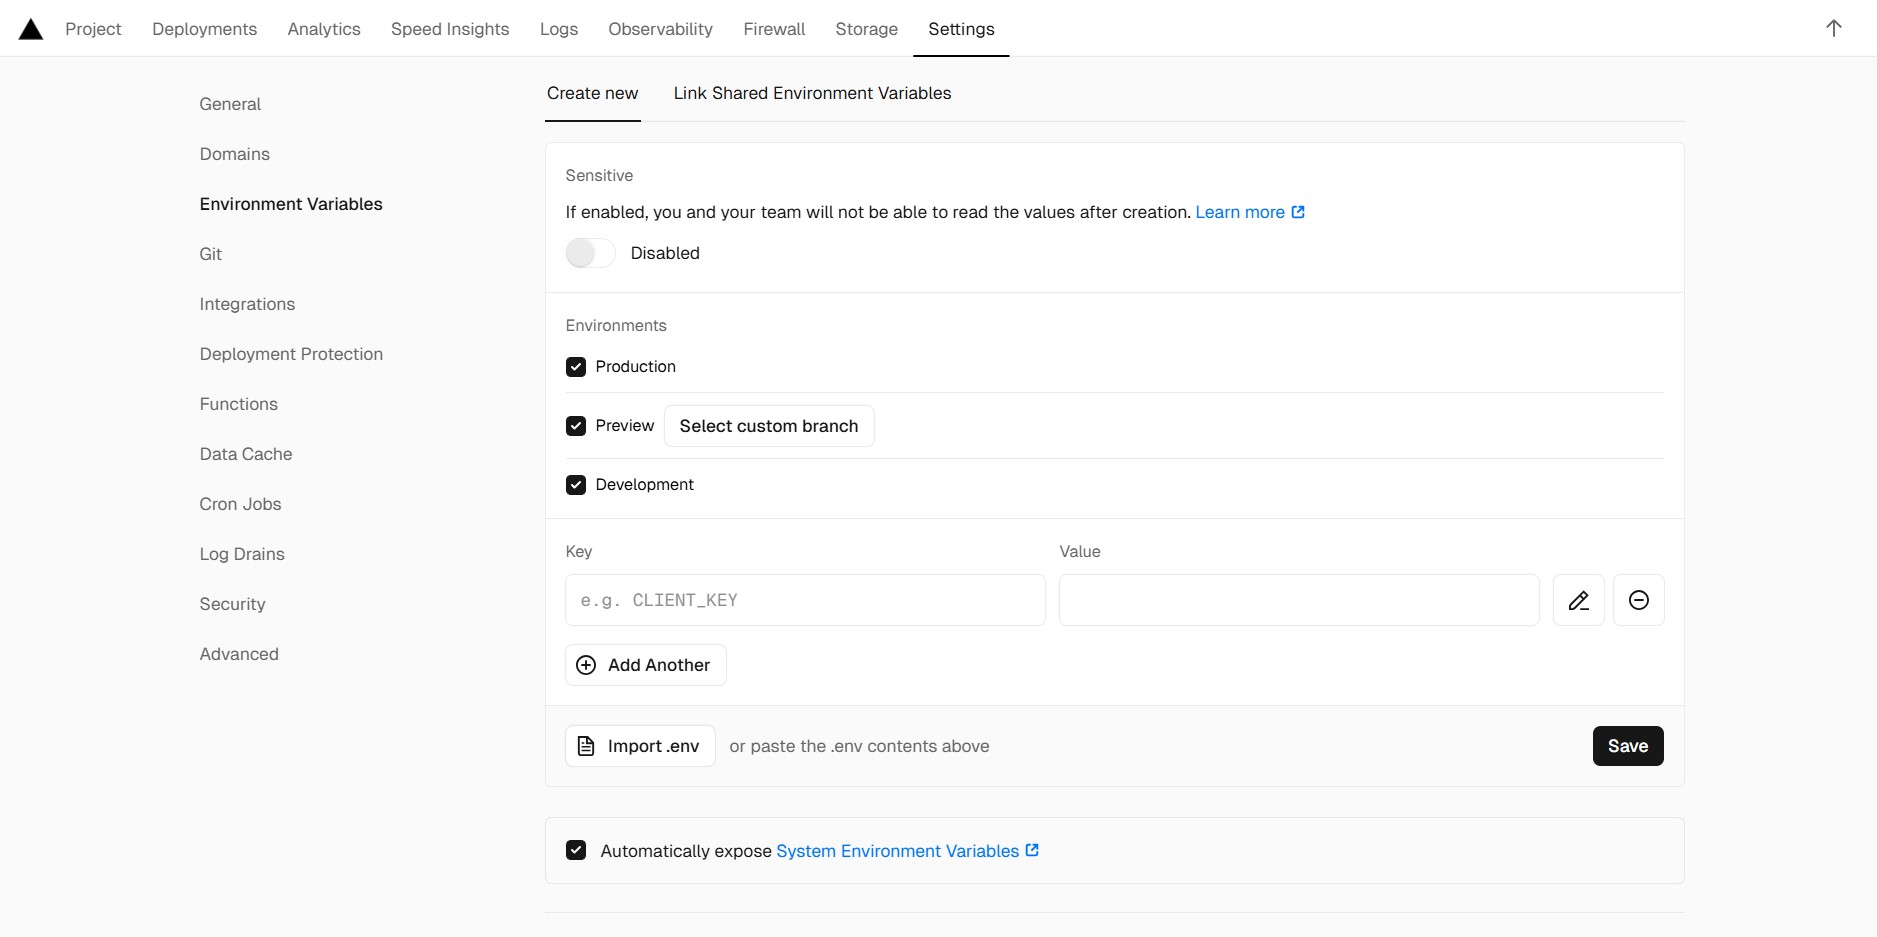 Project Deployments Analytics Speed Insights Logs Observability Firewall Storage Settings
General
Domains
Environment Variables
Git
Integrations
Deployment Protection
Functions
Data Cache
Cron Jobs
Log Drains
Security
Advanced
Create new Link Shared Environment Variables
Sensitive
If enabled, you and your team will not be able to read the values after creation. Learn more
Disabled
Environments
Production
Preview Select custom branch
Development
Key Value
e.g. CLIENT_KEY
Add Another
Import .env or paste the .env contents above Save
Automatically expose System Environment Variables